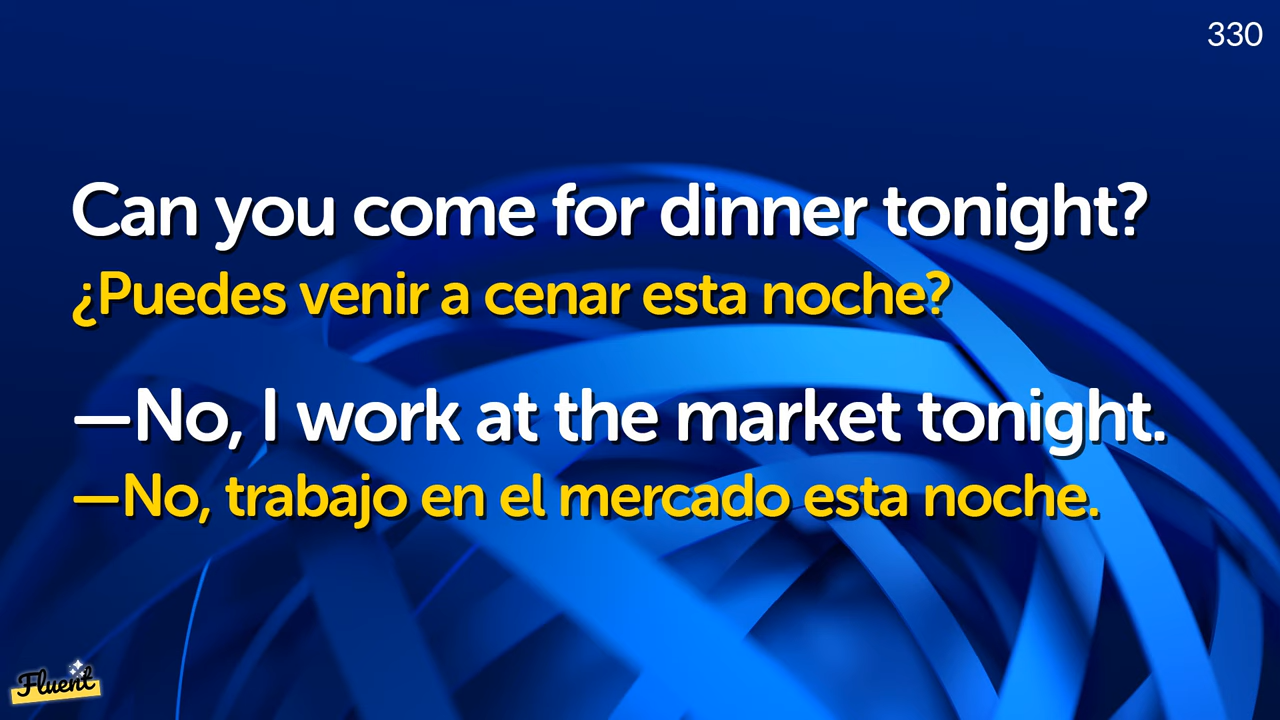 330
Can you come for dinner tonight?
¿Puedes venir a cenar esta noche?
—No, I work at the market tonight.
—No, trabajo en el mercado esta noche.
Fluent